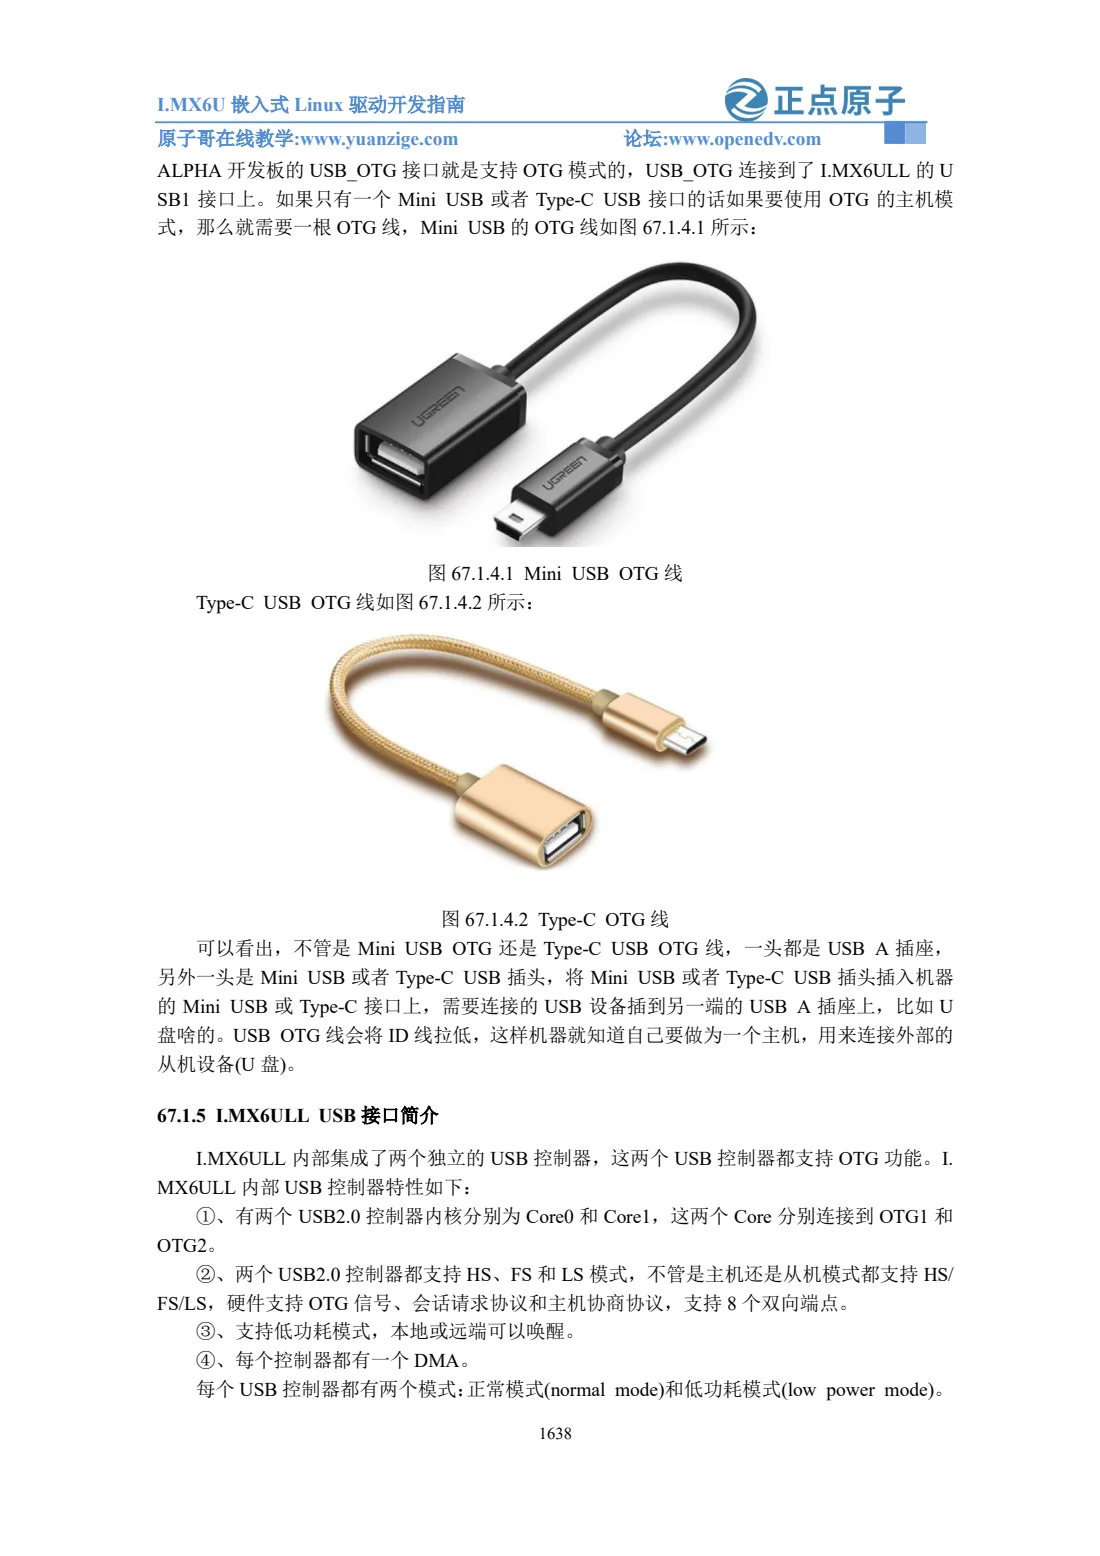 I.MX6U 嵌入式 Linux 驱动开发指南
正点原子
原子哥在线教学:www.yuanzige.com 论坛:www.openedv.com
ALPHA 开发板的 USB_OTG 接口就是支持 OTG 模式的，USB_OTG 连接到了 I.MX6ULL 的 U
SB1 接口上。如果只有一个 Mini USB 或者 Type-C USB 接口的话如果要使用 OTG 的主机模
式，那么就需要一根 OTG 线，Mini USB 的 OTG 线如图 67.1.4.1 所示：
UGREEN
UGREEN
图 67.1.4.1 Mini USB OTG 线
Type-C USB OTG 线如图 67.1.4.2 所示：
图 67.1.4.2 Type-C OTG 线
可以看出，不管是 Mini USB OTG 还是 Type-C USB OTG 线，一头都是 USB A 插座，
另外一头是 Mini USB 或者 Type-C USB 插头，将 Mini USB 或者 Type-C USB 插头插入机器
的 Mini USB 或 Type-C 接口上，需要连接的 USB 设备插到另一端的 USB A 插座上，比如 U
盘啥的。USB OTG 线会将 ID 线拉低，这样机器就知道自己要做为一个主机，用来连接外部的
从机设备(U 盘)。
67.1.5 I.MX6ULL USB 接口简介
I.MX6ULL 内部集成了两个独立的 USB 控制器，这两个 USB 控制器都支持 OTG 功能。I.
MX6ULL 内部 USB 控制器特性如下：
①、有两个 USB2.0 控制器内核分别为 Core0 和 Core1，这两个 Core 分别连接到 OTG1 和
OTG2。
②、两个 USB2.0 控制器都支持 HS、FS 和 LS 模式，不管是主机还是从机模式都支持 HS/
FS/LS，硬件支持 OTG 信号、会话请求协议和主机协商协议，支持 8 个双向端点。
③、支持低功耗模式，本地或远端可以唤醒。
④、每个控制器都有一个 DMA。
每个 USB 控制器都有两个模式：正常模式(normal mode)和低功耗模式(low power mode)。
1638